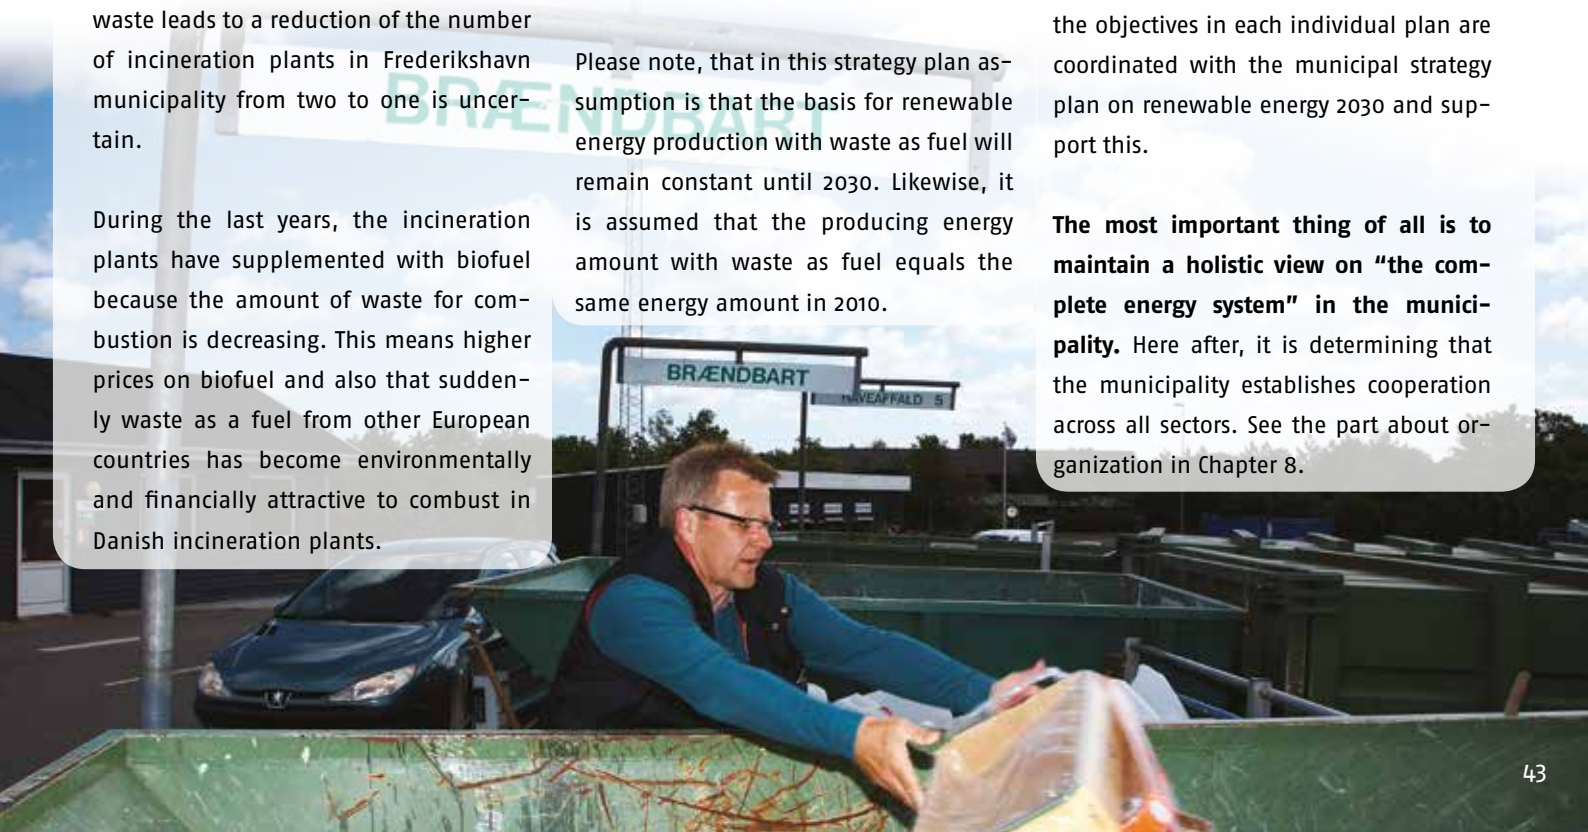 waste leads to a reduction of the number
of incineration plants in Frederikshavn
municipality from two to one is uncer-
tain.
During the last years, the incineration
plants have supplemented with biofuel
because the amount of waste for com-
bustion is decreasing. This means higher
prices on biofuel and also that sudden-
ly waste as a fuel from other European
countries has become environmentally
and financially attractive to combust in
Danish incineration plants.
Please note, that in this strategy plan as-
sumption is that the basis for renewable
energy production with waste as fuel will
remain constant until 2030. Likewise, it
is assumed that the producing energy
amount with waste as fuel equals the
same energy amount in 2010.
the objectives in each individual plan are
coordinated with the municipal strategy
plan on renewable energy 2030 and sup-
port this.
The most important thing of all is to
maintain a holistic view on “the com-
plete energy system” in the munici-
pality. Here after, it is determining that
the municipality establishes cooperation
across all sectors. See the part about or-
ganization in Chapter 8.
BRÆNDBART
BRÆNDBART
HAVEAFFALD 5
43